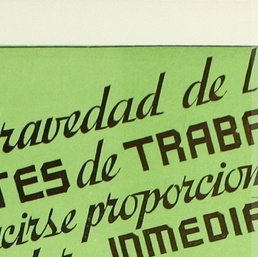 ravedad de l
TES de TRABA
cirse proporcion
INMEDIA